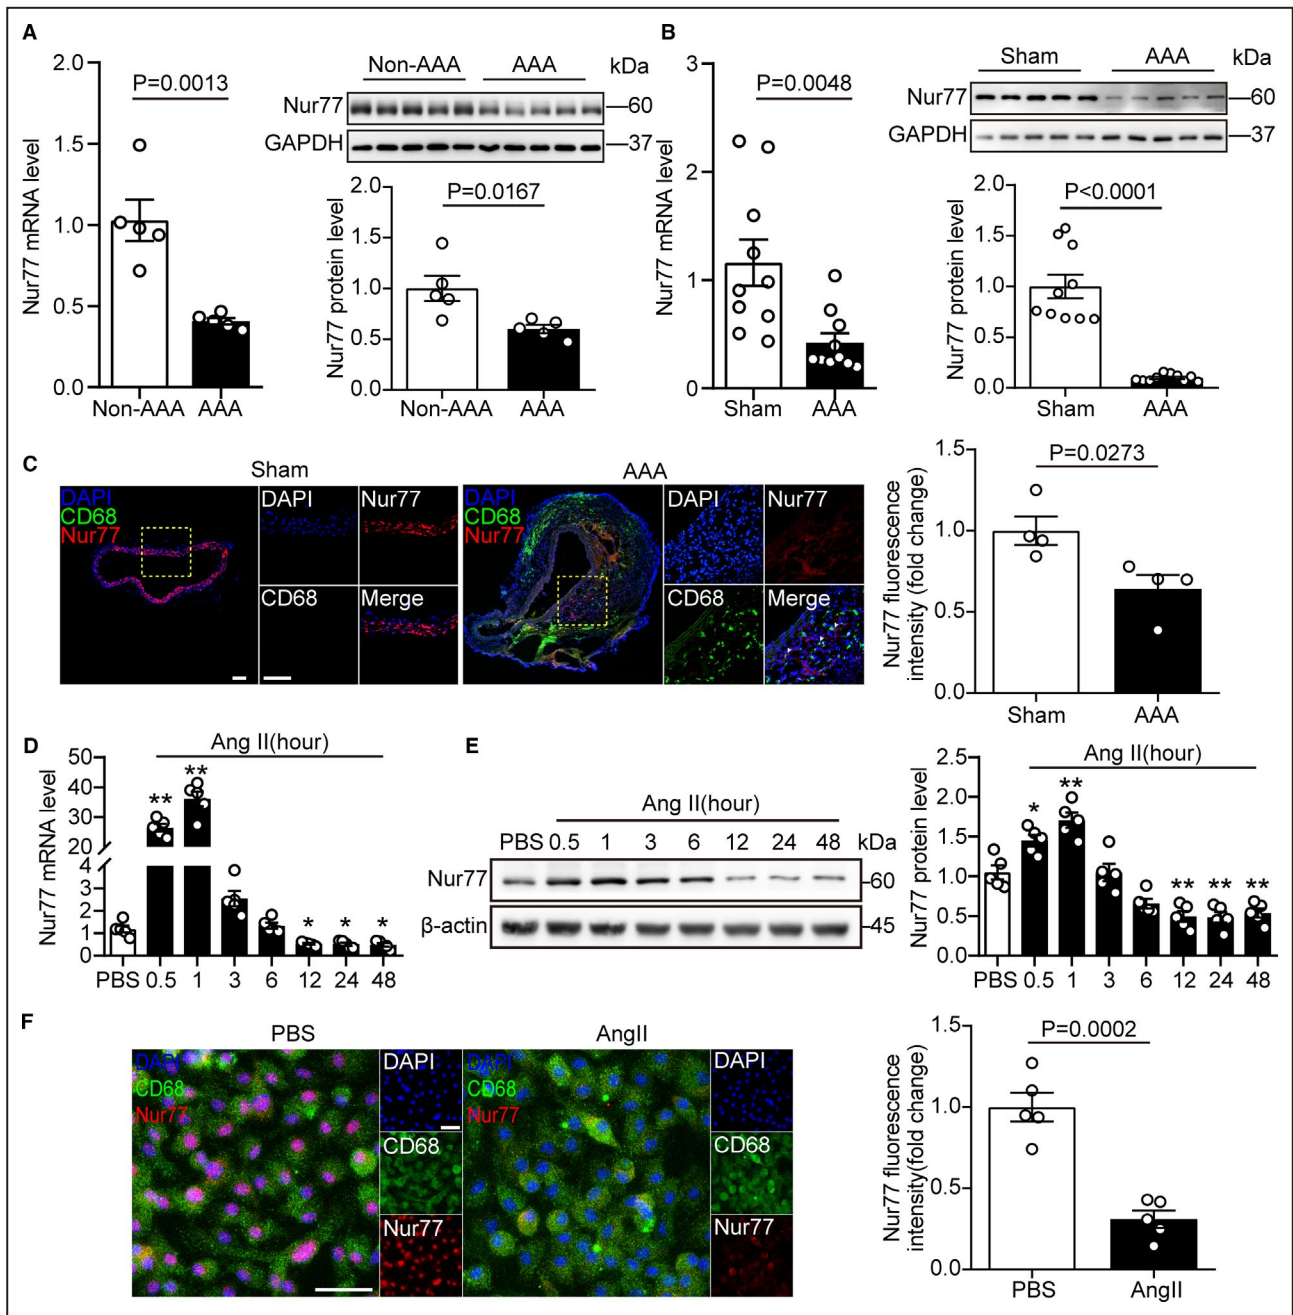 A
2.0
1.5
1.0
0.5
0.0
Nur77 mRNA level
P=0.0013
Non-AAA AAA
Non-AAA AAA kDa
Nur77 60
GAPDH 37
2.0
1.5
1.0
0.5
0.0
Nur77 protein level
P=0.0167
Non-AAA AAA
B
3
2
1
0
Nur77 mRNA level
P=0.0048
Sham AAA
Sham AAA kDa
Nur77 60
GAPDH 37
2.0
1.5
1.0
0.5
0.0
Nur77 protein level
P<0.0001
Sham AAA
C
Sham
DAPI
CD68
Nur77
DAPI Nur77
CD68 Merge
AAA
DAPI
CD68
Nur77
DAPI Nur77
CD68 Merge
1.5
1.0
0.5
0.0
Nur77 fluorescence
intensity (fold change)
P=0.0273
Sham AAA
D
Ang II(hour)
50
40
30
20
4
3
2
1
0
Nur77 mRNA level
** ** * * *
PBS 0.5 1 3 6 12 24 48
E
Ang II(hour)
PBS 0.5 1 3 6 12 24 48 kDa
Nur77 60
β-actin 45
Ang II(hour)
2.5
2.0
1.5
1.0
0.5
0.0
Nur77 protein level
* ** ** ** **
PBS 0.5 1 3 6 12 24 48
F
PBS
DAPI
CD68
Nur77
DAPI
CD68
Nur77
AngII
DAPI
CD68
Nur77
DAPI
CD68
Nur77
1.5
1.0
0.5
0.0
Nur77 fluorescence
intensity(fold change)
P=0.0002
PBS AngII